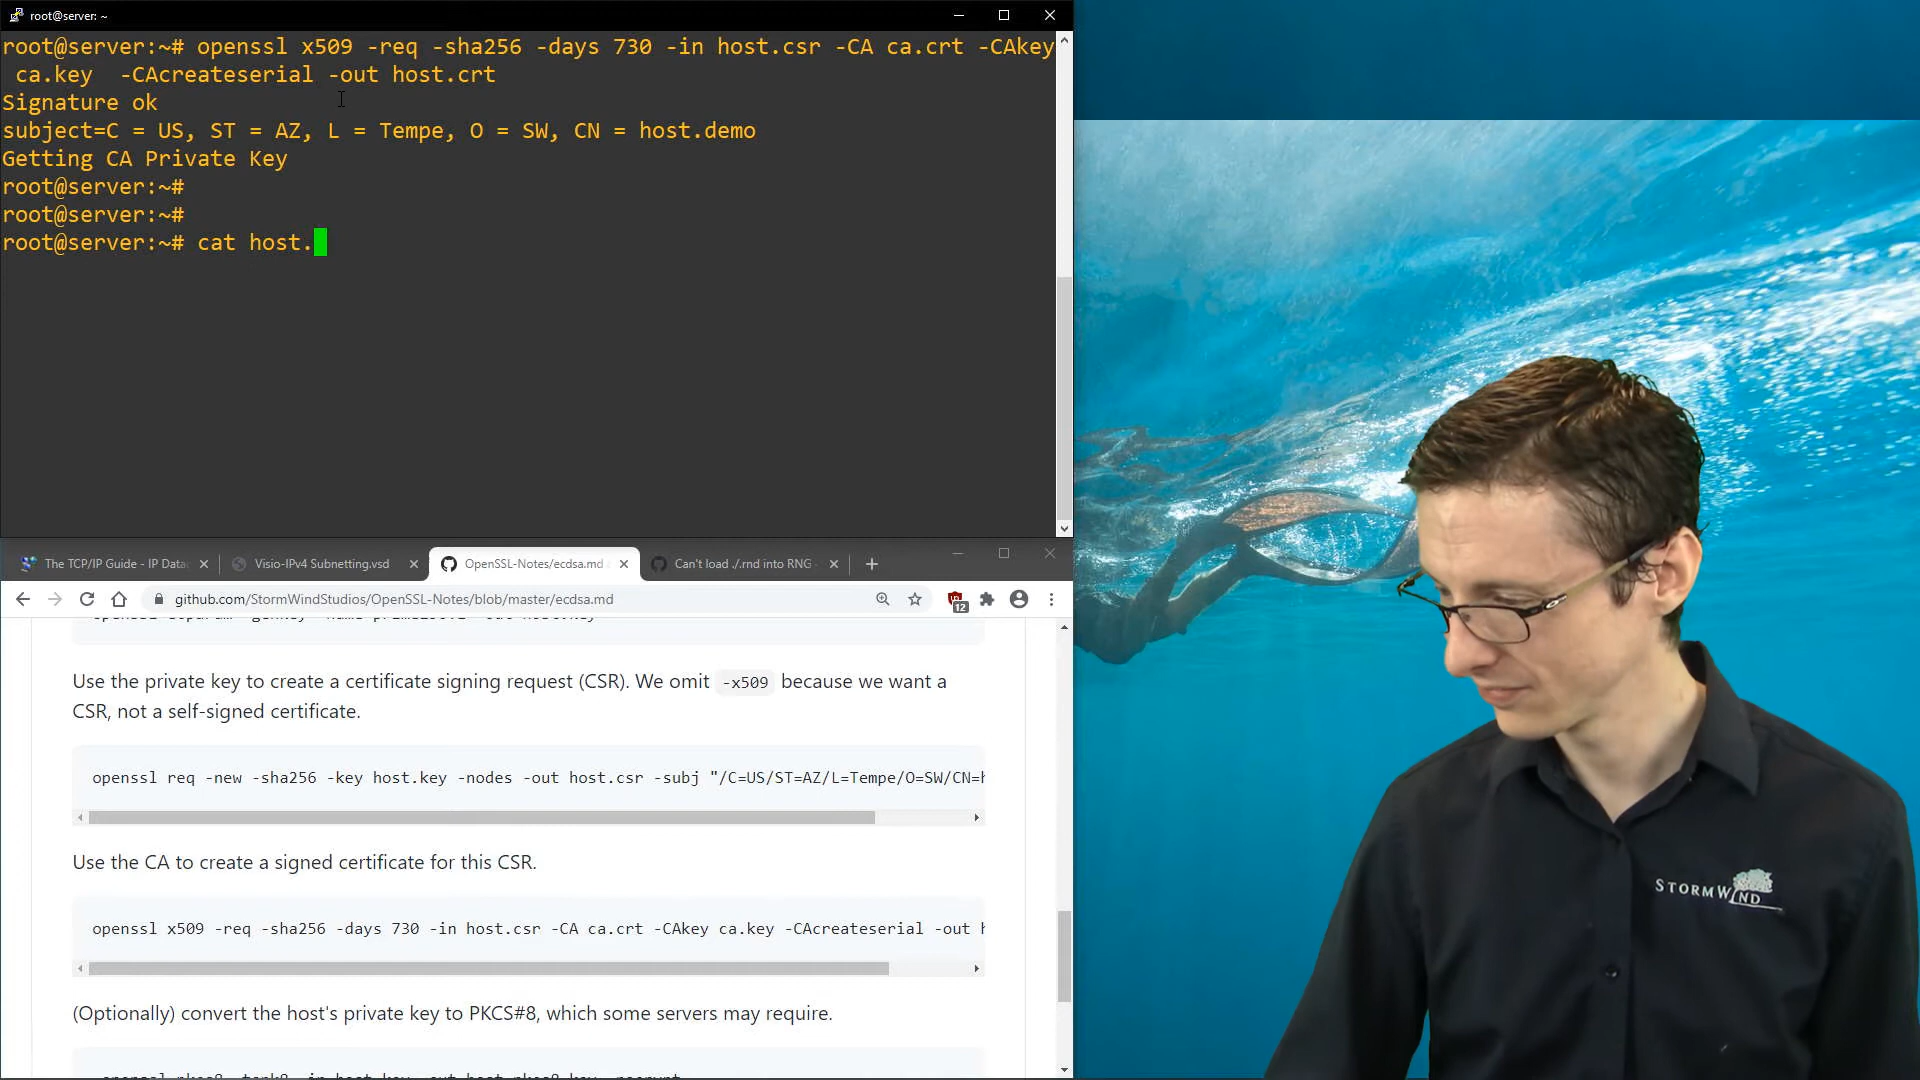 root@server: ~
root@server:~# openssl x509 -req -sha256 -days 730 -in host.csr -CA ca.crt -CAkey
ca.key  -CAcreateserial -out host.crt
Signature ok
subject=C = US, ST = AZ, L = Tempe, O = SW, CN = host.demo
Getting CA Private Key
root@server:~#
root@server:~#
root@server:~# cat host.
The TCP/IP Guide - IP Data
Visio-IPv4 Subnetting.vsd
OpenSSL-Notes/ecdsa.md
Can't load ./.rnd into RNG
github.com/StormWindStudios/OpenSSL-Notes/blob/master/ecdsa.md
12
Use the private key to create a certificate signing request (CSR). We omit -x509 because we want a
CSR, not a self-signed certificate.
openssl req -new -sha256 -key host.key -nodes -out host.csr -subj "/C=US/ST=AZ/L=Tempe/O=SW/CN=h
Use the CA to create a signed certificate for this CSR.
openssl x509 -req -sha256 -days 730 -in host.csr -CA ca.crt -CAkey ca.key -CAcreateserial -out h
(Optionally) convert the host's private key to PKCS#8, which some servers may require.
STORMWIND